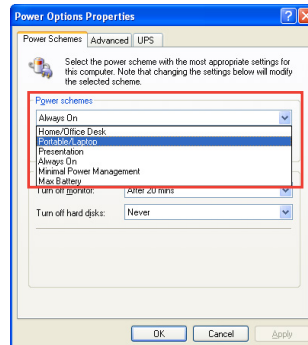 Power Options Properties
Power Schemes Advanced UPS
Select the power scheme with the most appropriate settings for
this computer. Note that changing the settings below will modify
the selected scheme.
Power schemes
Always On
Home/Office Desk
Portable/Laptop
Presentation
Always On
Minimal Power Management
Max Battery
Turn off monitor: After 20 mins
Turn off hard disks: Never
OK Cancel Apply